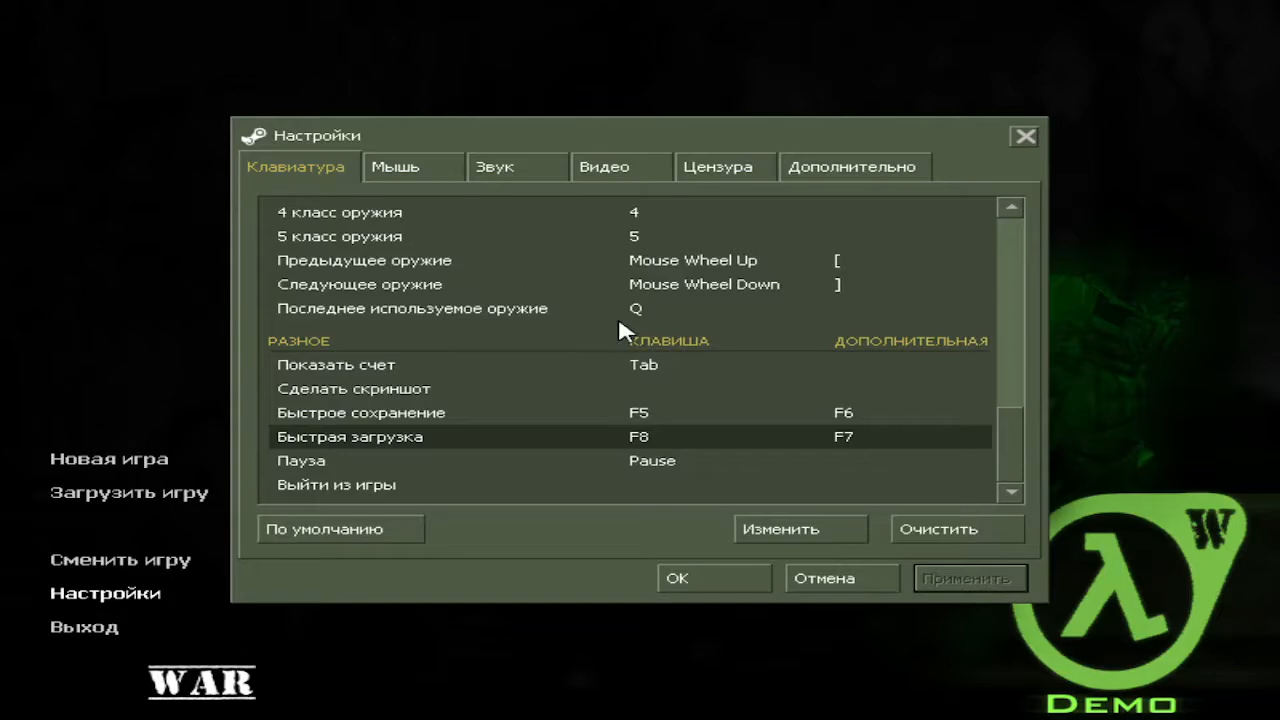 Настройки
Клавиатура Мышь Звук Видео Цензура Дополнительно
4 класс оружия 4
5 класс оружия 5
Предыдущее оружие Mouse Wheel Up [
Следующее оружие Mouse Wheel Down ]
Последнее используемое оружие Q
РАЗНОЕ КЛАВИША ДОПОЛНИТЕЛЬНАЯ
Показать счет Tab
Сделать скриншот
Быстрое сохранение F5 F6
Быстрая загрузка F8 F7
Пауза Pause
Выйти из игры
По умолчанию Изменить Очистить
OK Отмена Применить
Новая игра
Загрузить игру
Сменить игру
Настройки
Выход
WAR
W
λ
DEMO